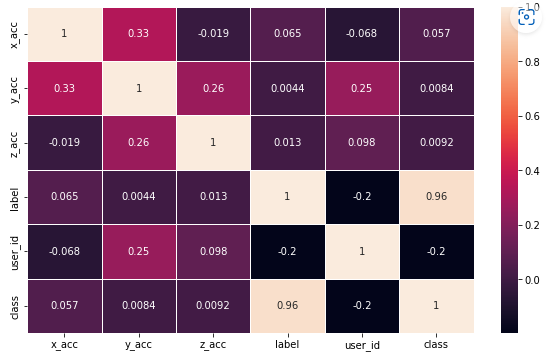 x_acc 1 0.33 -0.019 0.065 -0.068 0.057
y_acc 0.33 1 0.26 0.0044 0.25 0.0084
z_acc -0.019 0.26 1 0.013 0.098 0.0092
label 0.065 0.0044 0.013 1 -0.2 0.96
user_id -0.068 0.25 0.098 -0.2 1 -0.2
class 0.057 0.0084 0.0092 0.96 -0.2 1
x_acc y_acc z_acc label user_id class
1.0
0.8
0.6
0.4
0.2
0.0